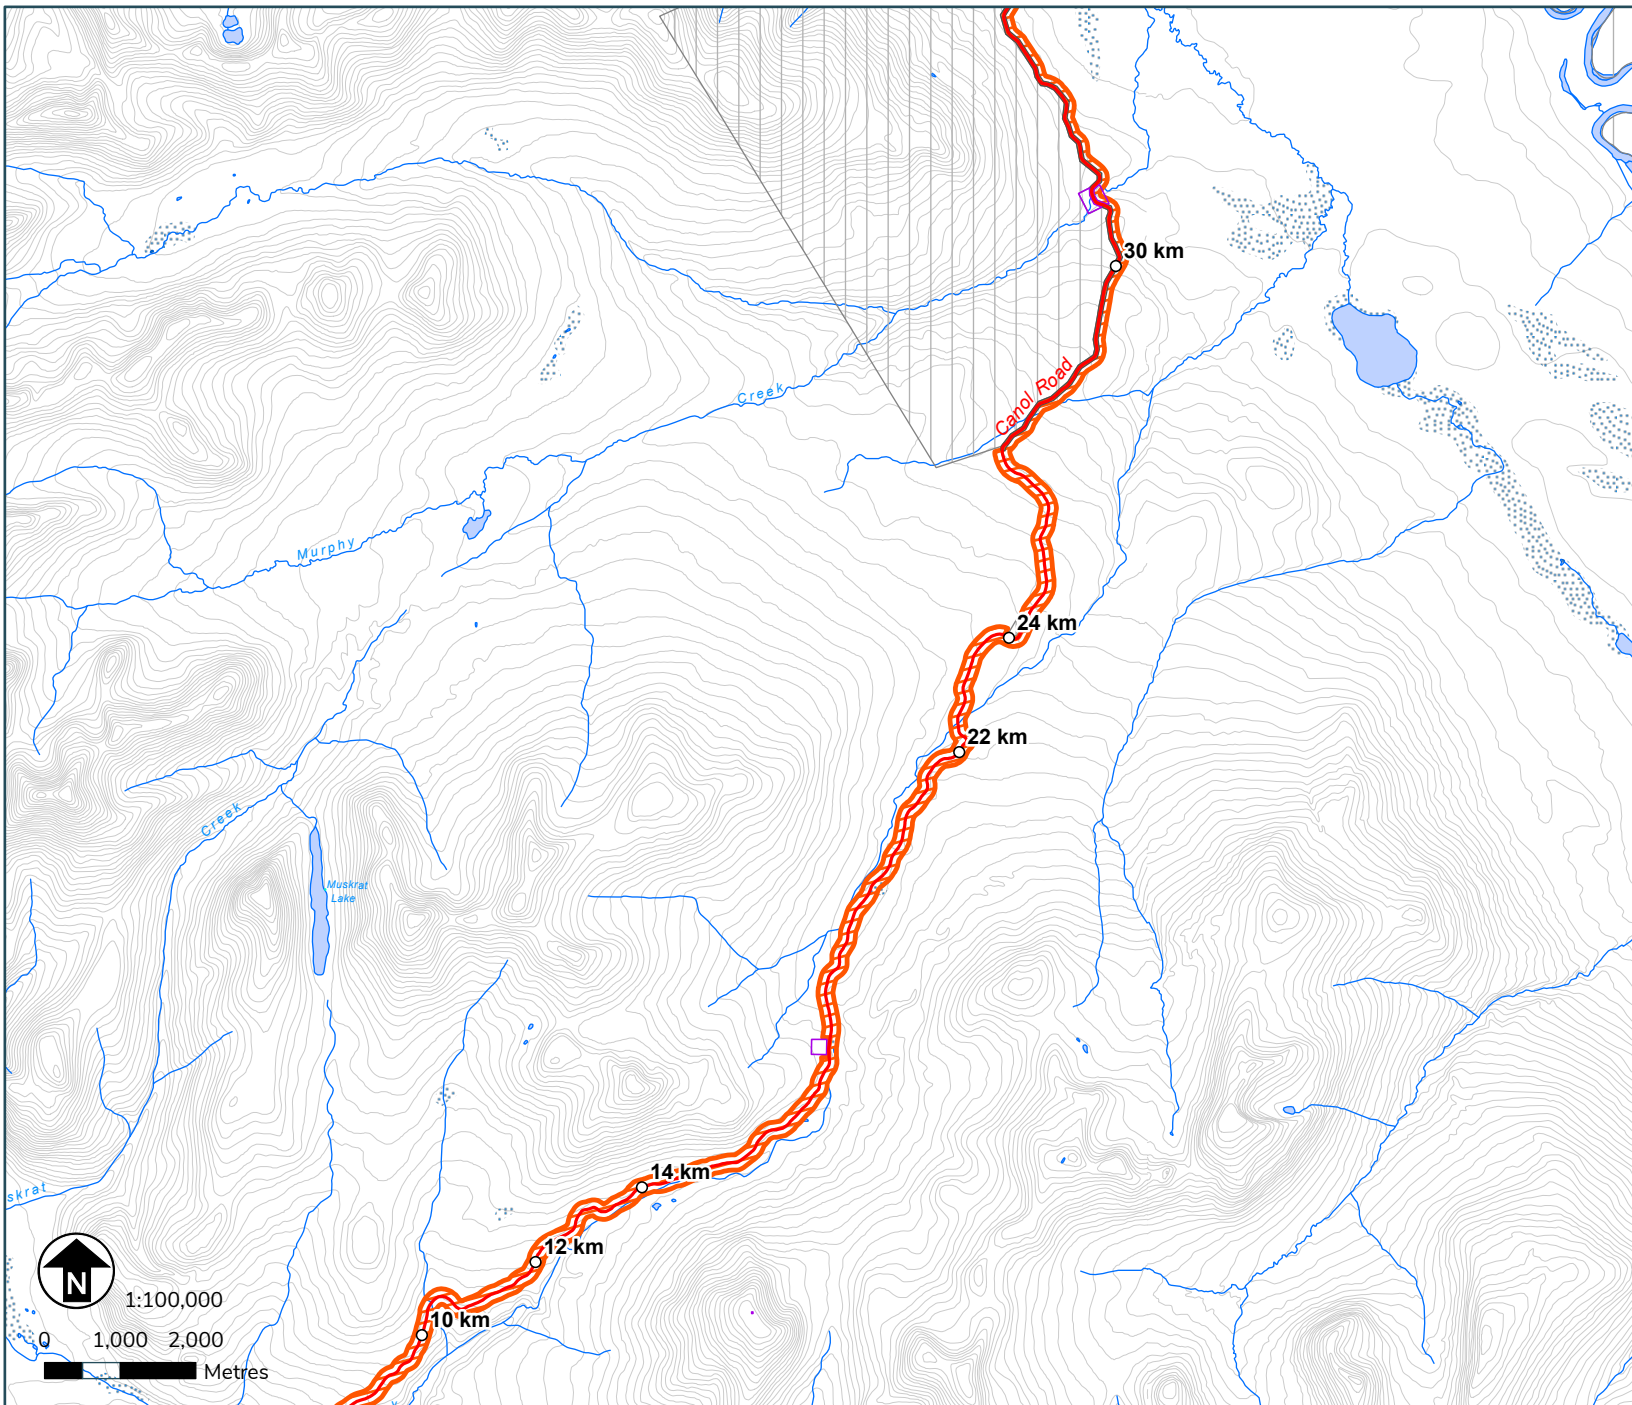 30 km
Canol Road
Creek
Murphy
24 km
22 km
Creek
Muskrat
Lake
14 km
skrat
12 km
N
1:100,000
10 km
0 1,000 2,000
Metres